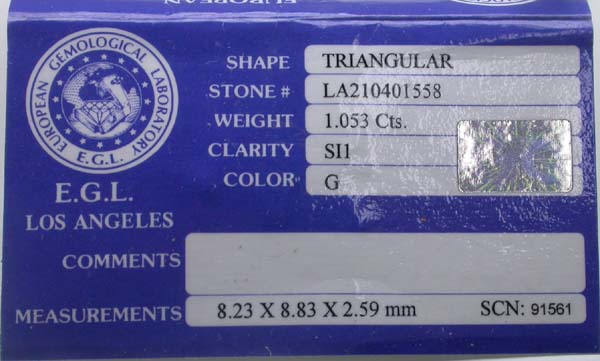 EUROPEAN
EUROPEAN GEMOLOGICAL LABORATORY
E.G.L.
E.G.L.
LOS ANGELES
SHAPE TRIANGULAR
STONE # LA210401558
WEIGHT 1.053 Cts.
CLARITY SI1
COLOR G
COMMENTS
MEASUREMENTS 8.23 X 8.83 X 2.59 mm SCN: 91561